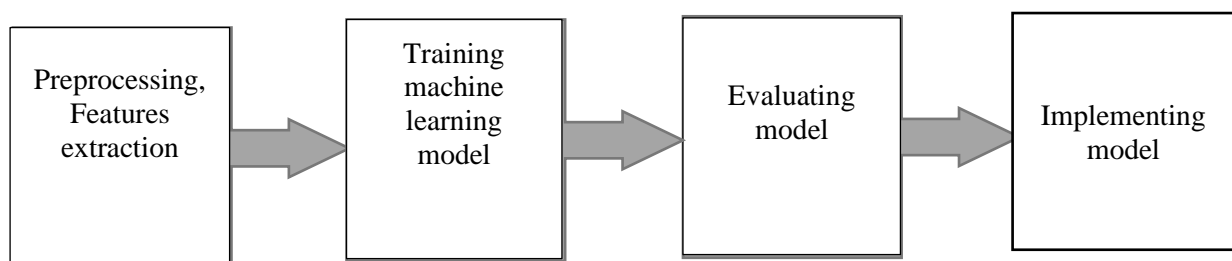 Preprocessing,
Features
extraction
Training
machine
learning
model
Evaluating
model
Implementing
model